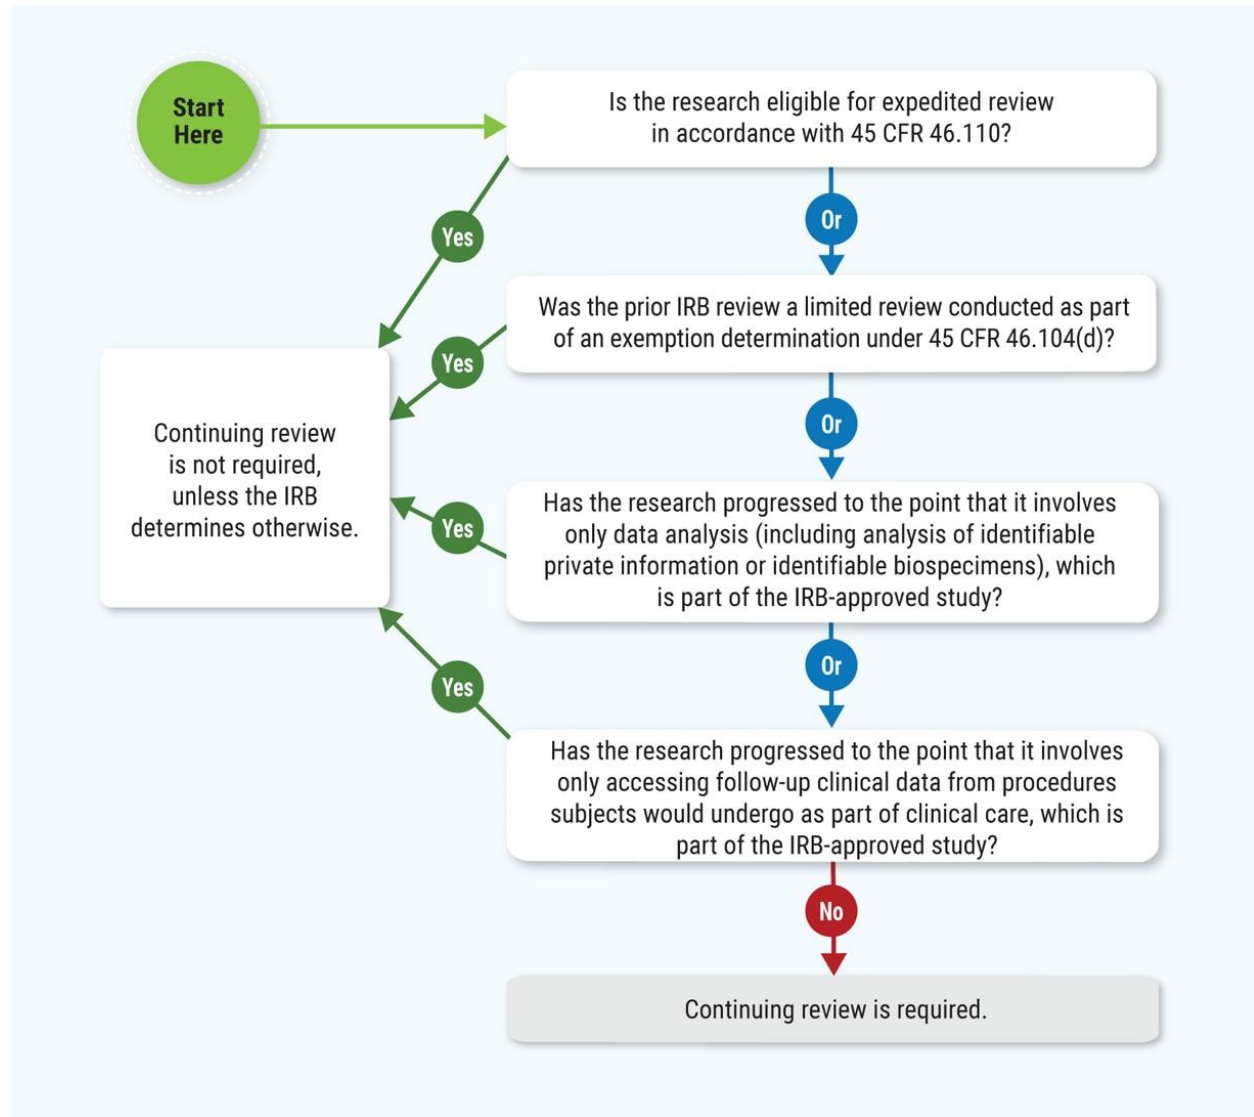 Start
Here
Is the research eligible for expedited review
in accordance with 45 CFR 46.110?
Yes
Or
Was the prior IRB review a limited review conducted as part
of an exemption determination under 45 CFR 46.104(d)?
Yes
Or
Continuing review
is not required,
unless the IRB
determines otherwise.
Has the research progressed to the point that it involves
only data analysis (including analysis of identifiable
private information or identifiable biospecimens), which
is part of the IRB-approved study?
Yes
Or
Yes
Has the research progressed to the point that it involves
only accessing follow-up clinical data from procedures
subjects would undergo as part of clinical care, which is
part of the IRB-approved study?
No
Continuing review is required.